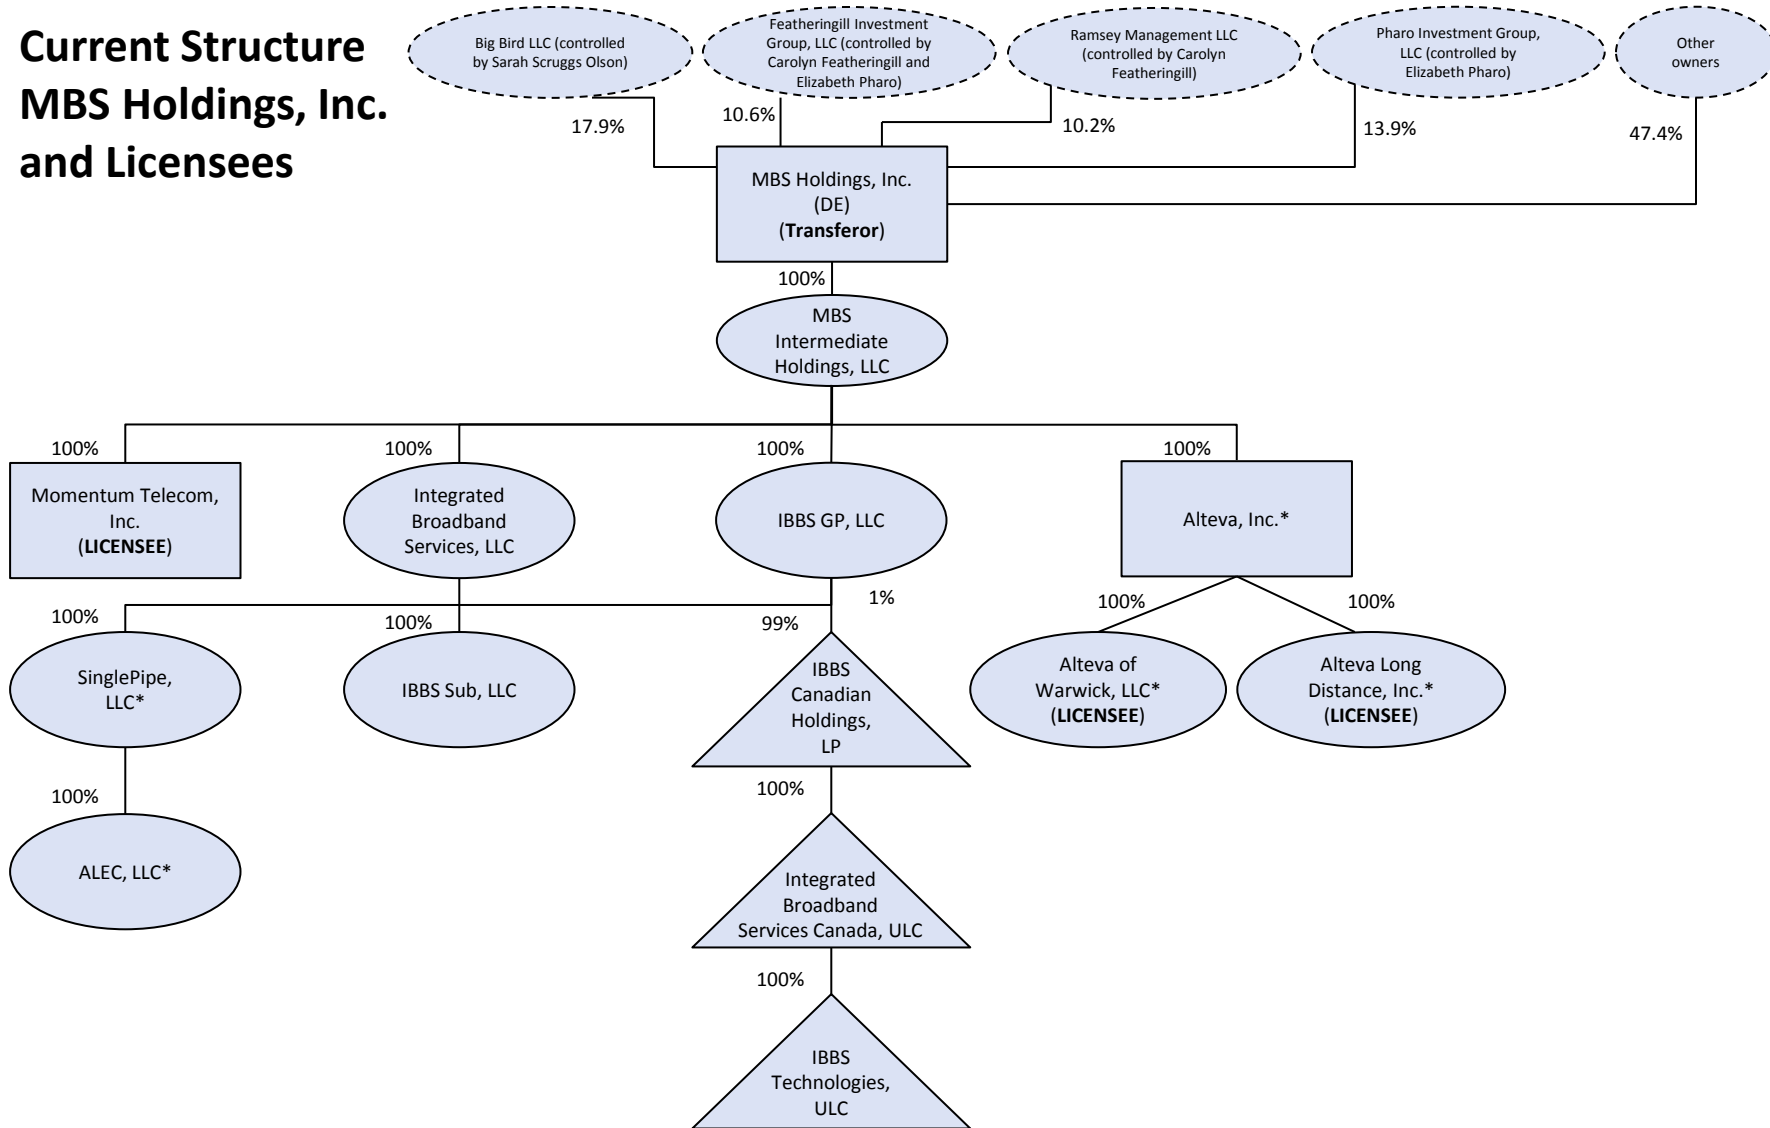 Current Structure
MBS Holdings, Inc.
and Licensees
Big Bird LLC (controlled
by Sarah Scruggs Olson)
Featheringill Investment
Group, LLC (controlled by
Carolyn Featheringill and
Elizabeth Pharo)
Ramsey Management LLC
(controlled by Carolyn
Featheringill)
Pharo Investment Group,
LLC (controlled by
Elizabeth Pharo)
Other
owners
17.9%
10.6%
10.2%
13.9%
47.4%
MBS Holdings, Inc.
(DE)
(Transferor)
100%
MBS
Intermediate
Holdings, LLC
100%
100%
100%
100%
Momentum Telecom,
Inc.
(LICENSEE)
Integrated
Broadband
Services, LLC
IBBS GP, LLC
Alteva, Inc.*
100%
100%
99%
1%
100%
100%
SinglePipe,
LLC*
IBBS Sub, LLC
IBBS
Canadian
Holdings,
LP
Alteva of
Warwick, LLC*
(LICENSEE)
Alteva Long
Distance, Inc.*
(LICENSEE)
100%
100%
ALEC, LLC*
Integrated
Broadband
Services Canada, ULC
100%
IBBS
Technologies,
ULC